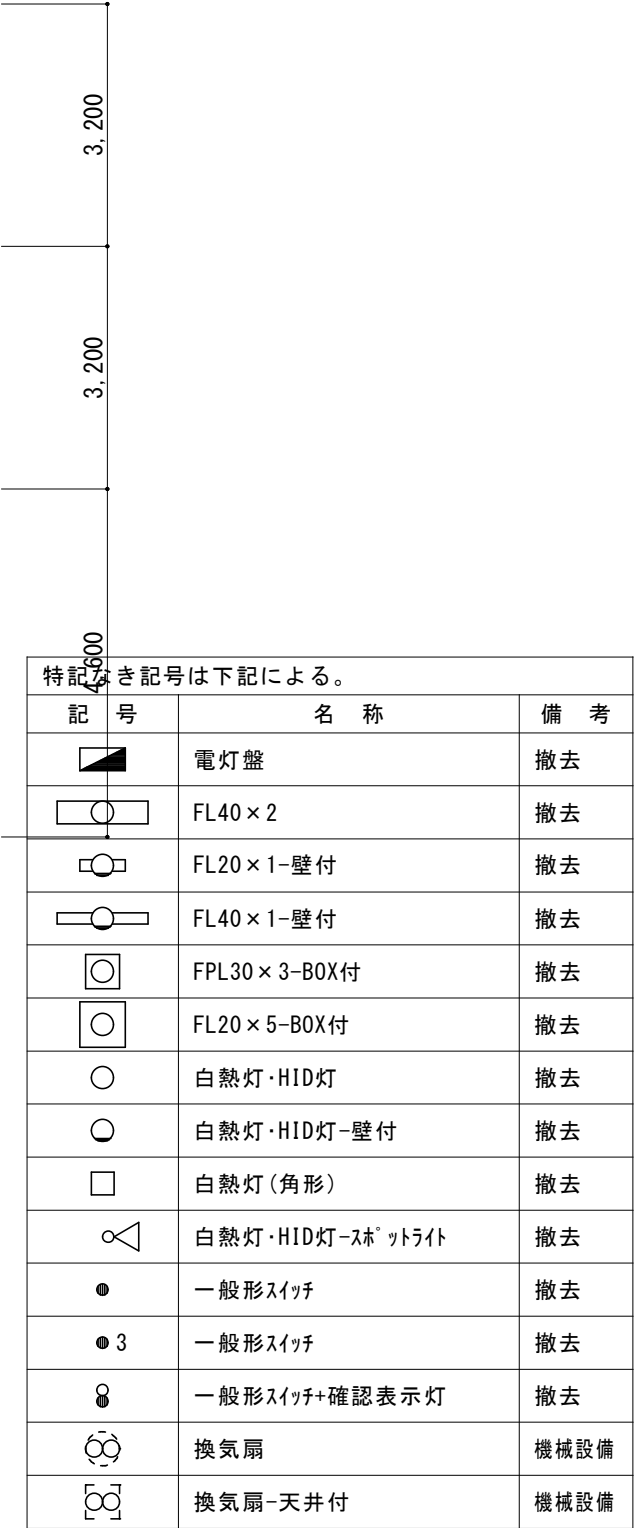 3,200
3,200
4,600
特記なき記号は下記による。
記 号 名 称 備 考
電灯盤 撤去
FL40×2 撤去
FL20×1-壁付 撤去
FL40×1-壁付 撤去
FPL30×3-BOX付 撤去
FL20×5-BOX付 撤去
白熱灯･HID灯 撤去
白熱灯･HID灯-壁付 撤去
白熱灯(角形) 撤去
白熱灯･HID灯-ｽﾎﾟｯﾄﾗｲﾄ 撤去
一般形ｽｲｯﾁ 撤去
3 一般形ｽｲｯﾁ 撤去
一般形ｽｲｯﾁ+確認表示灯 撤去
換気扇 機械設備
換気扇-天井付 機械設備